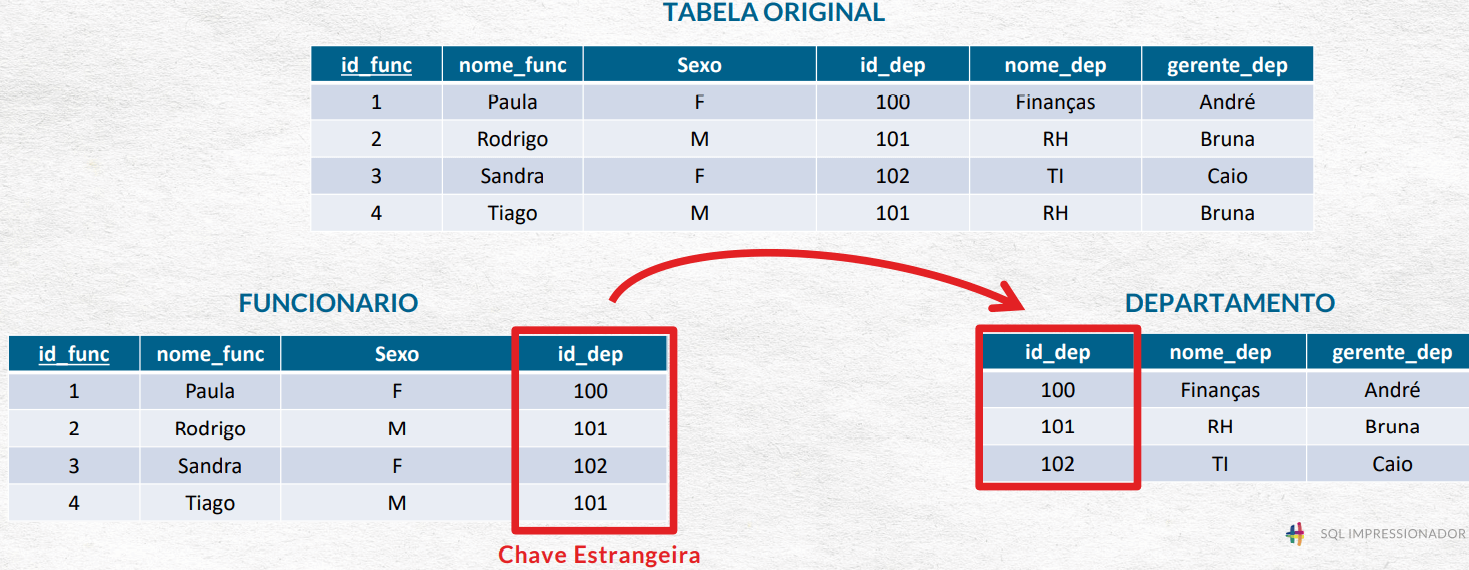 TABELA ORIGINAL
id_func nome_func Sexo id_dep nome_dep gerente_dep
1 Paula F 100 Finanças André
2 Rodrigo M 101 RH Bruna
3 Sandra F 102 TI Caio
4 Tiago M 101 RH Bruna
FUNCIONARIO
id_func nome_func Sexo id_dep
1 Paula F 100
2 Rodrigo M 101
3 Sandra F 102
4 Tiago M 101
Chave Estrangeira
DEPARTAMENTO
id_dep nome_dep gerente_dep
100 Finanças André
101 RH Bruna
102 TI Caio
SQL IMPRESSIONADOR